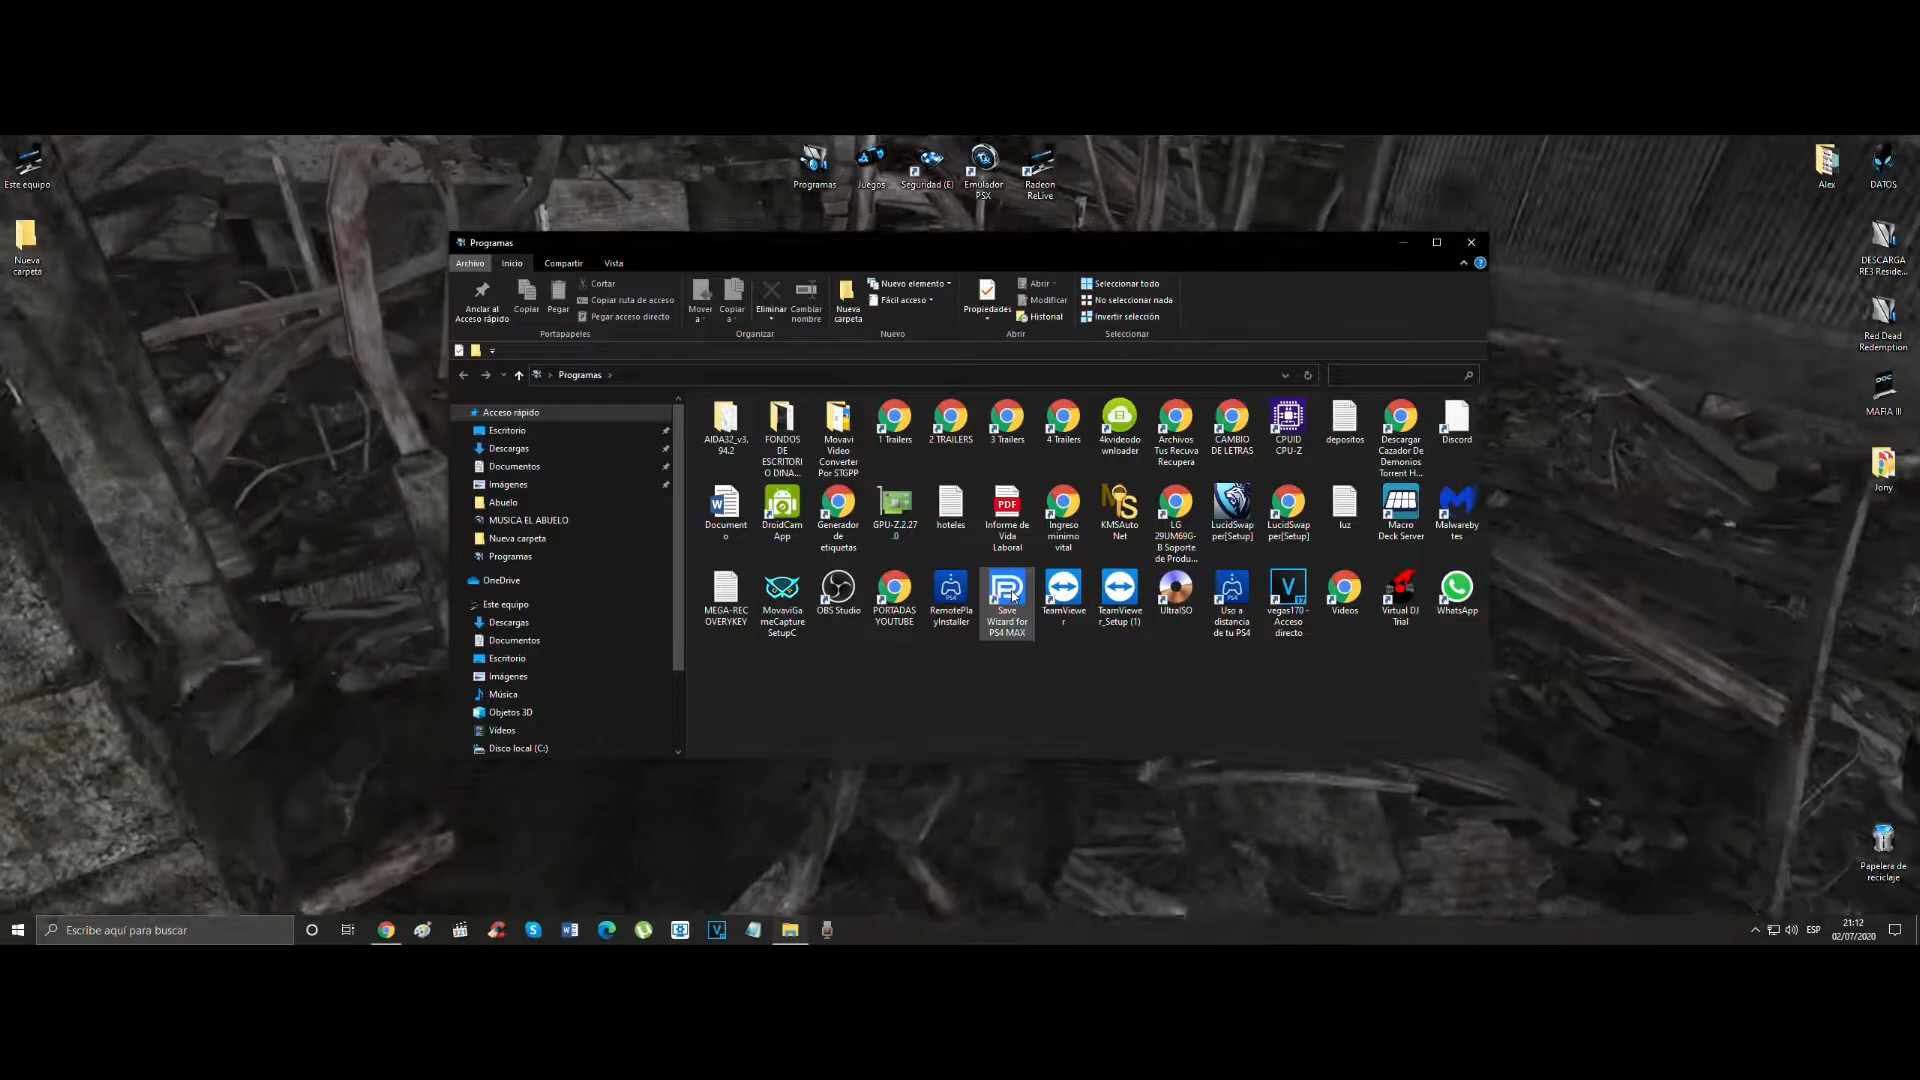 Este equipo
Nueva
carpeta
Programas
Juegos
Seguridad (E)
Emulador
PSX
Radeon
ReLive
Alex
DATOS
DESCARGA
RE3 Reside...
Red Dead
Redemption
MAFIA III
Jony
Papelera de
reciclaje
Programas
Archivo
Inicio
Compartir
Vista
Anclar al
Acceso rápido
Copiar
Pegar
Cortar
Copiar ruta de acceso
Pegar acceso directo
Portapapeles
Mover
a
Copiar
a
Eliminar
Cambiar
nombre
Organizar
Nueva
carpeta
Nuevo elemento
Fácil acceso
Nuevo
Propiedades
Abrir
Modificar
Historial
Abrir
Seleccionar todo
No seleccionar nada
Invertir selección
Seleccionar
Programas
Acceso rápido
Escritorio
Descargas
Documentos
Imágenes
Abuelo
MUSICA EL ABUELO
Nueva carpeta
Programas
OneDrive
Este equipo
Descargas
Documentos
Escritorio
Imágenes
Música
Objetos 3D
Vídeos
Disco local (C:)
AIDA32_v3.
94.2
FONDOS
DE
ESCRITORI
O DINA...
Movavi
Video
Converter
Por STGPP
1 Trailers
2 TRAILERS
3 Trailers
4 Trailers
4kvideodo
wnloader
Archivos
Tus Recuva
Recupera
CAMBIO
DE LETRAS
CPUID
CPU-Z
depositos
Descargar
Cazador De
Demonios
Torrent H...
Discord
Document
o
DroidCam
App
Generador
de
etiquetas
GPU-Z.2.27
.0
hoteles
PDF
Informe de
Vida
Laboral
Ingreso
minimo
vital
KMSAuto
Net
LG
29UM69G-
B Soporte
de Produ...
LucidSwap
per[Setup]
LucidSwap
per[Setup]
luz
Macro
Deck Server
Malwareby
tes
MEGA-REC
OVERYKEY
MovaviGa
meCapture
SetupC
OBS Studio
PORTADAS
YOUTUBE
RemotePla
yInstaller
Save
Wizard for
PS4 MAX
TeamViewe
r
TeamViewe
r_Setup (1)
UltraISO
Uso a
distancia
de tu PS4
vegas170 -
Acceso
directo
Videos
Virtual DJ
Trial
WhatsApp
Escribe aquí para buscar
ESP
21:12
02/07/2020